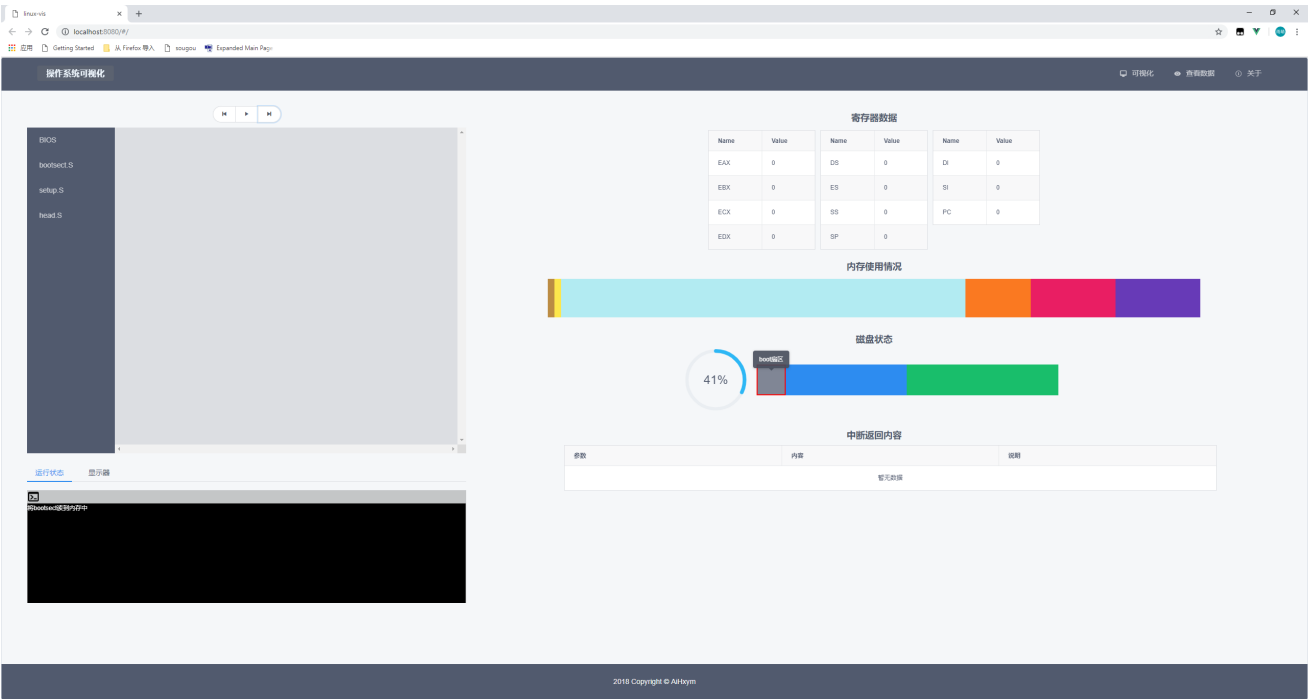 linux-vis
localhost:8080/#/
应用 Getting Started 从 Firefox 导入 sougou Expanded Main Page
操作系统可视化 可视化 查看数据 关于
BIOS
bootsect.S
setup.S
head.S
寄存器数据
Name Value Name Value Name Value
EAX 0 DS 0 DI 0
EBX 0 ES 0 SI 0
ECX 0 SS 0 PC 0
EDX 0 SP 0
内存使用情况
磁盘状态
boot扇区
41%
中断返回内容
参数 内容 说明
暂无数据
运行状态 显示器
将bootsect读到内存中
2018 Copyright © AiHxym